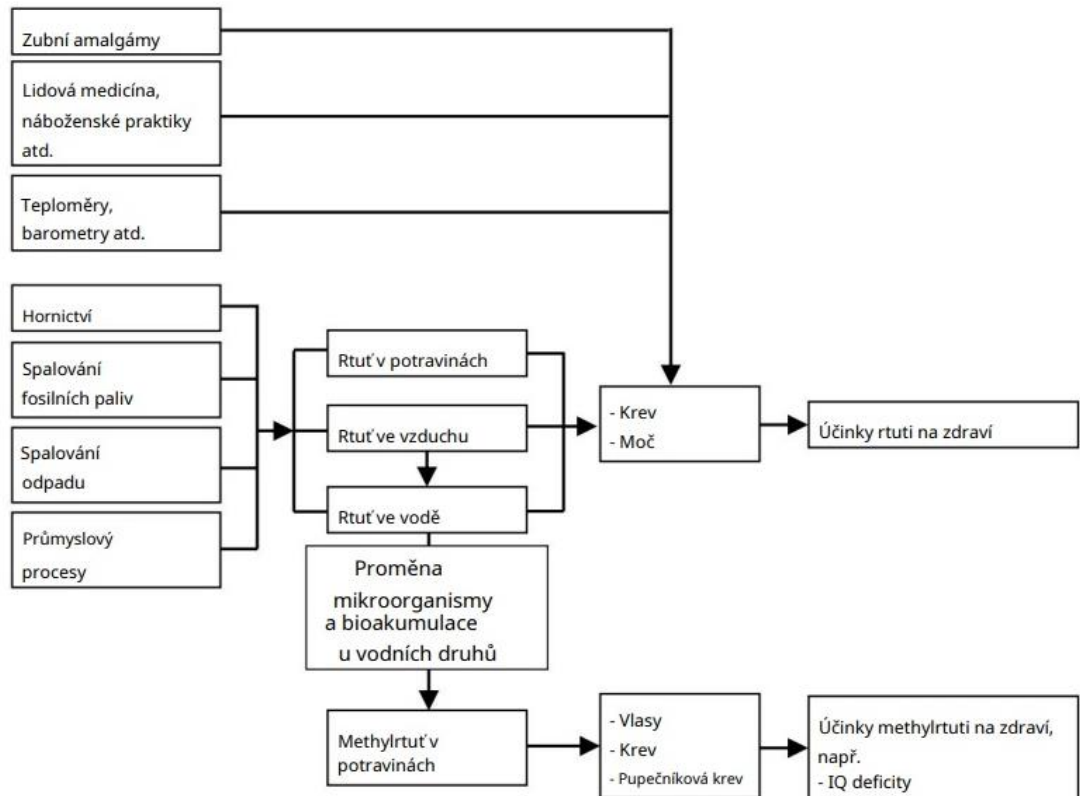 Zubní amalgámy
Lidová medicína,
náboženské praktiky
atd.
Teploměry,
barometry atd.
Hornictví
Spalování
fosilních paliv
Spalování
odpadu
Průmyslový
procesy
Rtuť v potravinách
Rtuť ve vzduchu
Rtuť ve vodě
Proměna
mikroorganismy
a bioakumulace
u vodních druhů
Methylrtuť v
potravinách
- Krev
- Moč
Účinky rtuti na zdraví
- Vlasy
- Krev
- Pupečníková krev
Účinky methylrtuti na zdraví,
např.
- IQ deficity